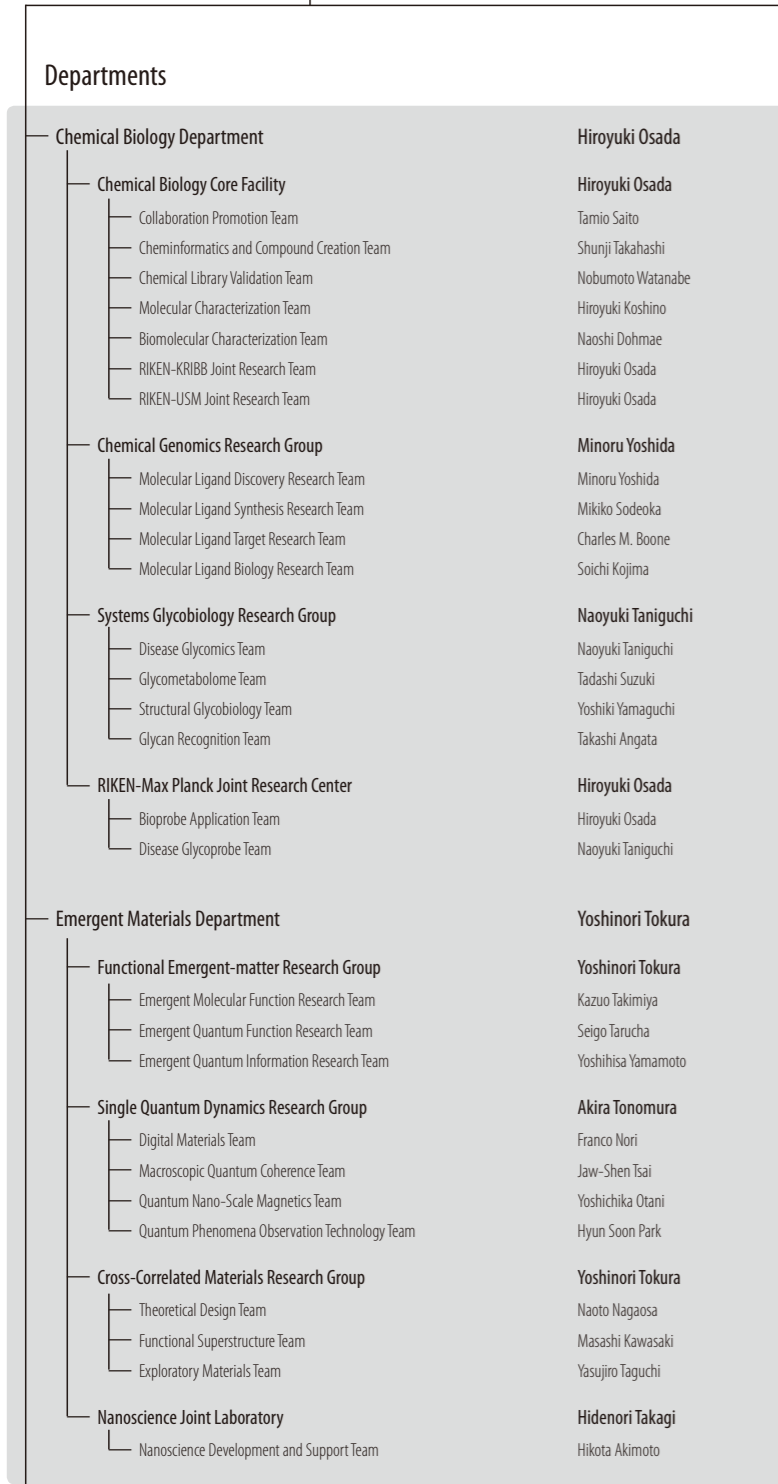 Departments
Chemical Biology Department Hiroyuki Osada
Chemical Biology Core Facility Hiroyuki Osada
Collaboration Promotion Team Tamio Saito
Cheminformatics and Compound Creation Team Shunji Takahashi
Chemical Library Validation Team Nobumoto Watanabe
Molecular Characterization Team Hiroyuki Koshino
Biomolecular Characterization Team Naoshi Dohmae
RIKEN-KRIBB Joint Research Team Hiroyuki Osada
RIKEN-USM Joint Research Team Hiroyuki Osada
Chemical Genomics Research Group Minoru Yoshida
Molecular Ligand Discovery Research Team Minoru Yoshida
Molecular Ligand Synthesis Research Team Mikiko Sodeoka
Molecular Ligand Target Research Team Charles M. Boone
Molecular Ligand Biology Research Team Soichi Kojima
Systems Glycobiology Research Group Naoyuki Taniguchi
Disease Glycomics Team Naoyuki Taniguchi
Glycometabolome Team Tadashi Suzuki
Structural Glycobiology Team Yoshiki Yamaguchi
Glycan Recognition Team Takashi Angata
RIKEN-Max Planck Joint Research Center Hiroyuki Osada
Bioprobe Application Team Hiroyuki Osada
Disease Glycoprobe Team Naoyuki Taniguchi
Emergent Materials Department Yoshinori Tokura
Functional Emergent-matter Research Group Yoshinori Tokura
Emergent Molecular Function Research Team Kazuo Takimiya
Emergent Quantum Function Research Team Seigo Tarucha
Emergent Quantum Information Research Team Yoshihisa Yamamoto
Single Quantum Dynamics Research Group Akira Tonomura
Digital Materials Team Franco Nori
Macroscopic Quantum Coherence Team Jaw-Shen Tsai
Quantum Nano-Scale Magnetics Team Yoshichika Otani
Quantum Phenomena Observation Technology Team Hyun Soon Park
Cross-Correlated Materials Research Group Yoshinori Tokura
Theoretical Design Team Naoto Nagaosa
Functional Superstructure Team Masashi Kawasaki
Exploratory Materials Team Yasujiro Taguchi
Nanoscience Joint Laboratory Hidenori Takagi
Nanoscience Development and Support Team Hikota Akimoto